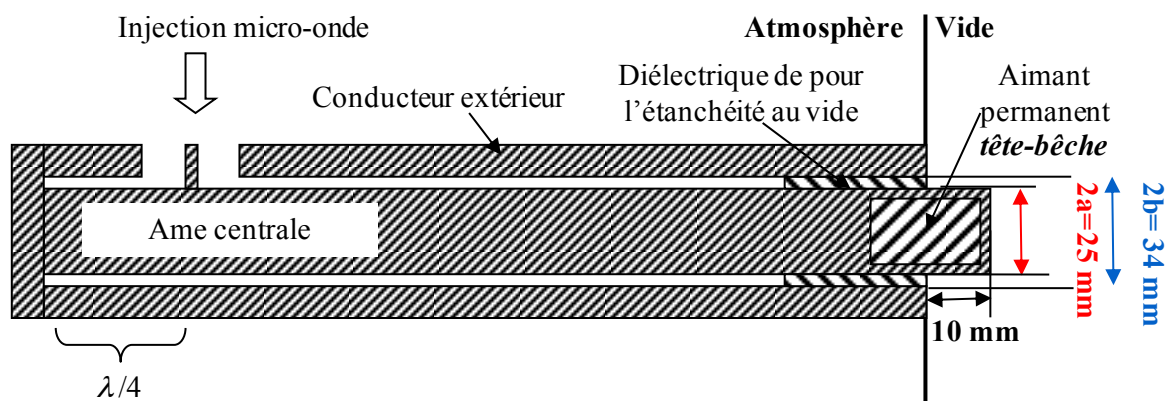 Injection micro-onde
Atmosphère
Vide
Conducteur extérieur
Diélectrique de pour
l'étanchéité au vide
Aimant
permanent
tête-bêche
Ame centrale
2a=25 mm
2b= 34 mm
10 mm
λ/4